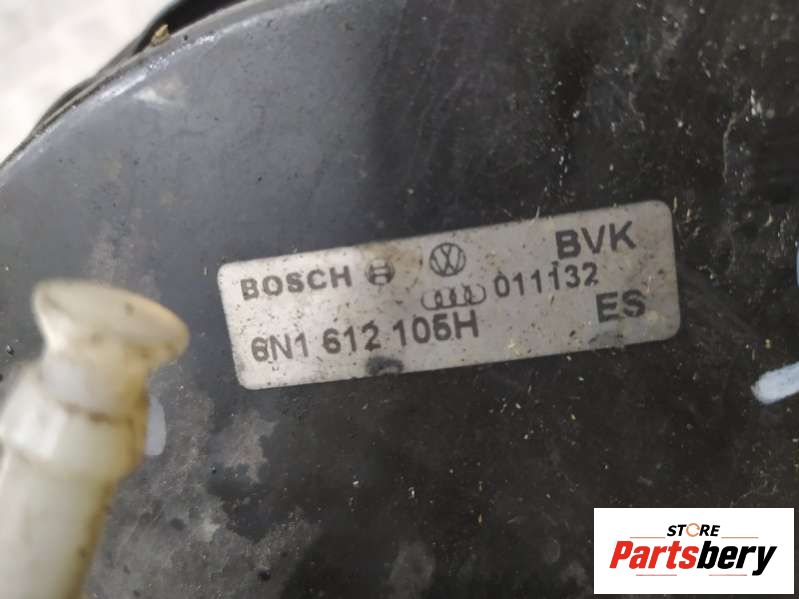 BOSCH BVK
011132
6N1 612 105H ES
STORE
Partsbery